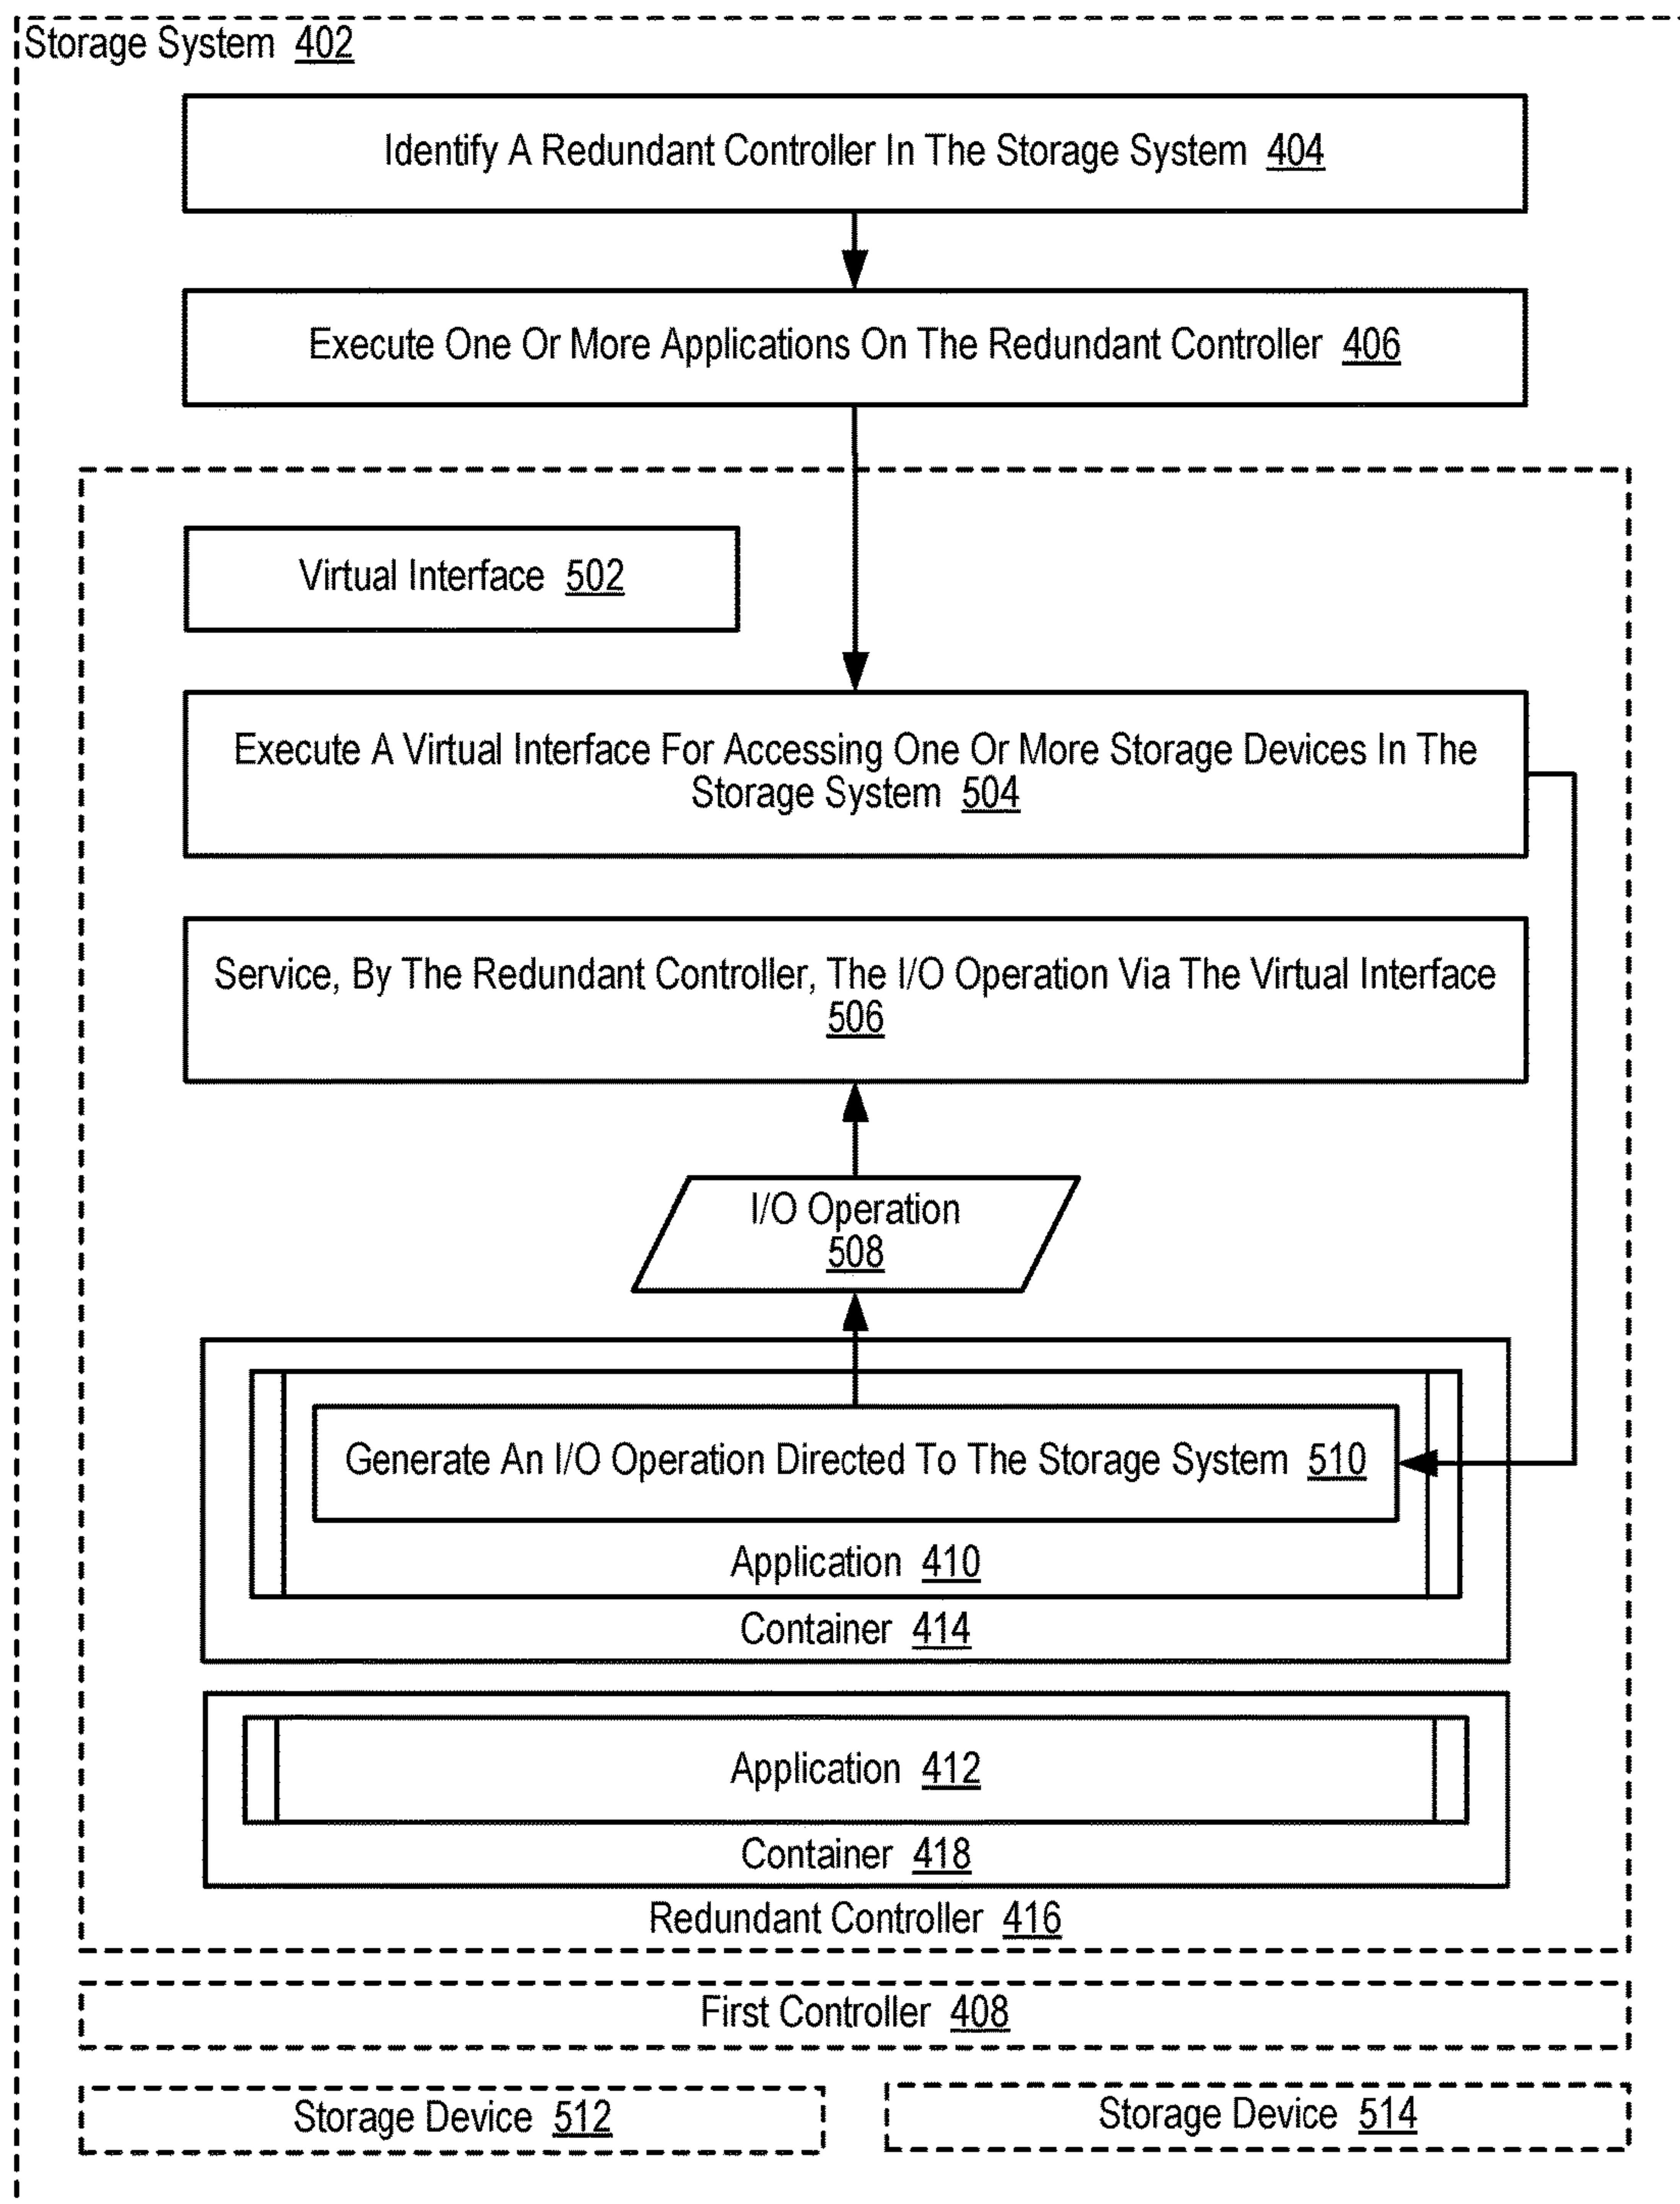 Storage System 402
Identify A Redundant Controller In The Storage System 404
Execute One Or More Applications On The Redundant Controller 406
Virtual Interface 502
Execute A Virtual Interface For Accessing One Or More Storage Devices In The
Storage System 504
Service, By The Redundant Controller, The I/O Operation Via The Virtual Interface
506
I/O Operation
508
Generate An I/O Operation Directed To The Storage System 510
Application 410
Container 414
Application 412
Container 418
Redundant Controller 416
First Controller 408
Storage Device 512
Storage Device 514